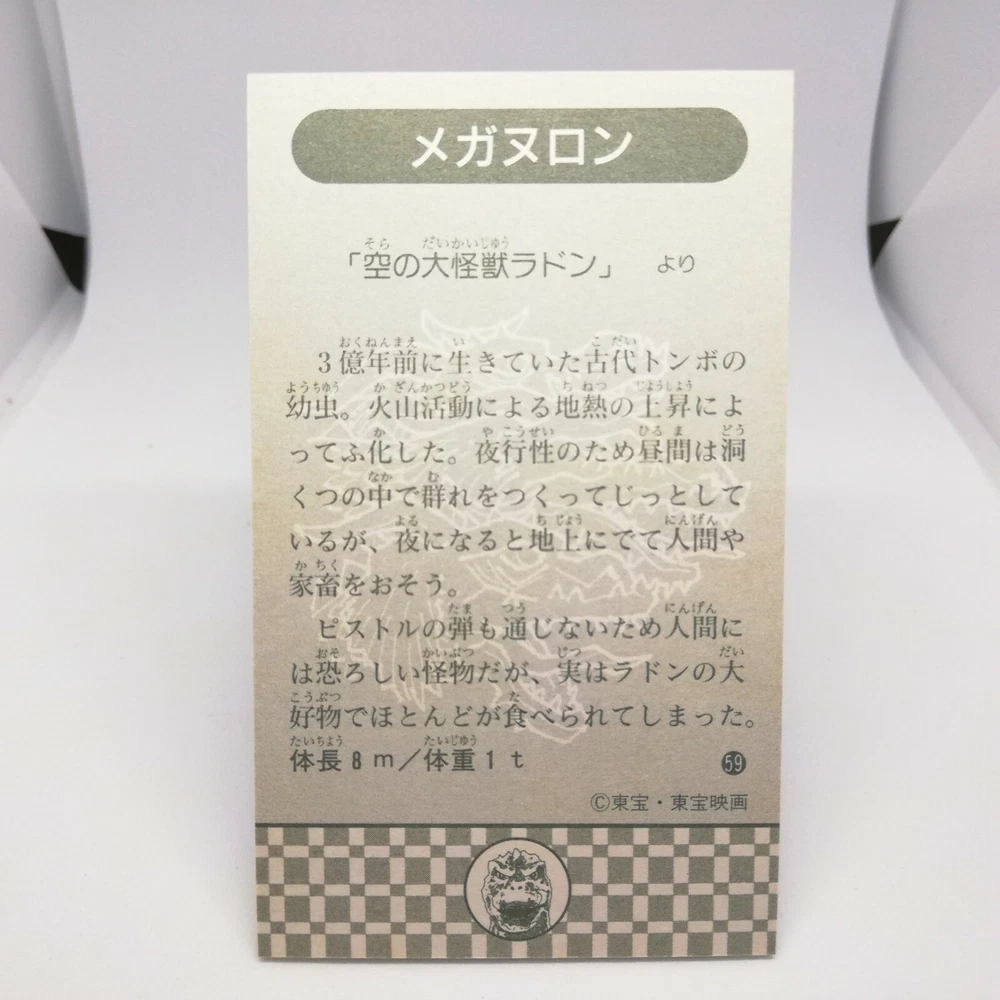 メガヌロン
「空の大怪獣ラドン」 より
3億年前に生きていた古代トンボの
幼虫。火山活動による地熱の上昇によ
ってふ化した。夜行性のため昼間は洞
くつの中で群れをつくってじっとして
いるが、夜になると地上にでて人間や
家畜をおそう。
ピストルの弾も通じないため人間に
は恐ろしい怪物だが、実はラドンの大
好物でほとんどが食べられてしまった。
体長8m/体重1t
59
©東宝・東宝映画